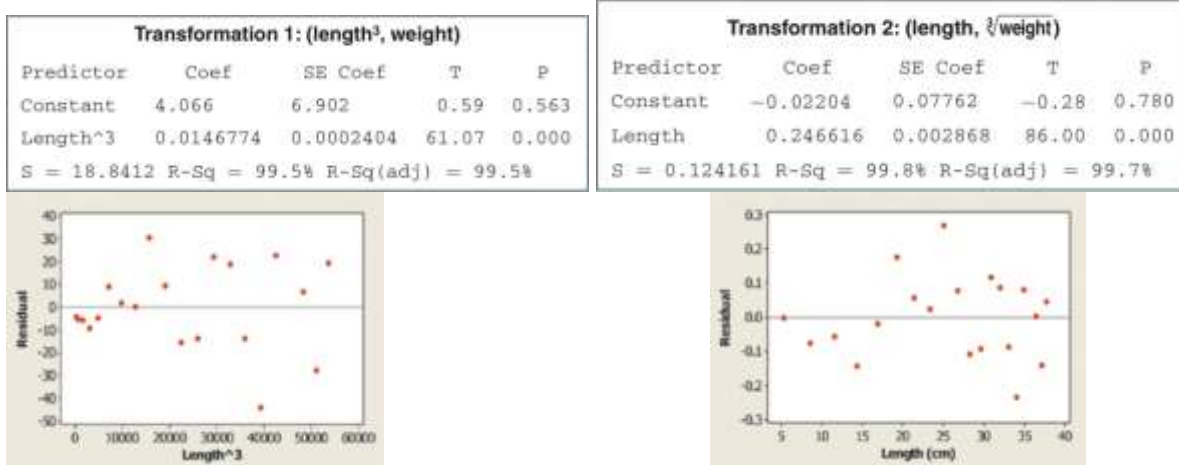 Transformation 1: (length³, weight)
Predictor Coef SE Coef T P
Constant 4.066 6.902 0.59 0.563
Length^3 0.0146774 0.0002404 61.07 0.000
S = 18.8412 R-Sq = 99.5% R-Sq(adj) = 99.5%
40
30
20
10
0
-10
-20
-30
-40
-50
Residual
0 10000 20000 30000 40000 50000 60000
Length^3
Transformation 2: (length, ∛weight)
Predictor Coef SE Coef T P
Constant −0.02204 0.07762 −0.28 0.780
Length 0.246616 0.002868 86.00 0.000
S = 0.124161 R-Sq = 99.8% R-Sq(adj) = 99.7%
0.3
0.2
0.1
0.0
-0.1
-0.2
-0.3
Residual
5 10 15 20 25 30 35 40
Length (cm)